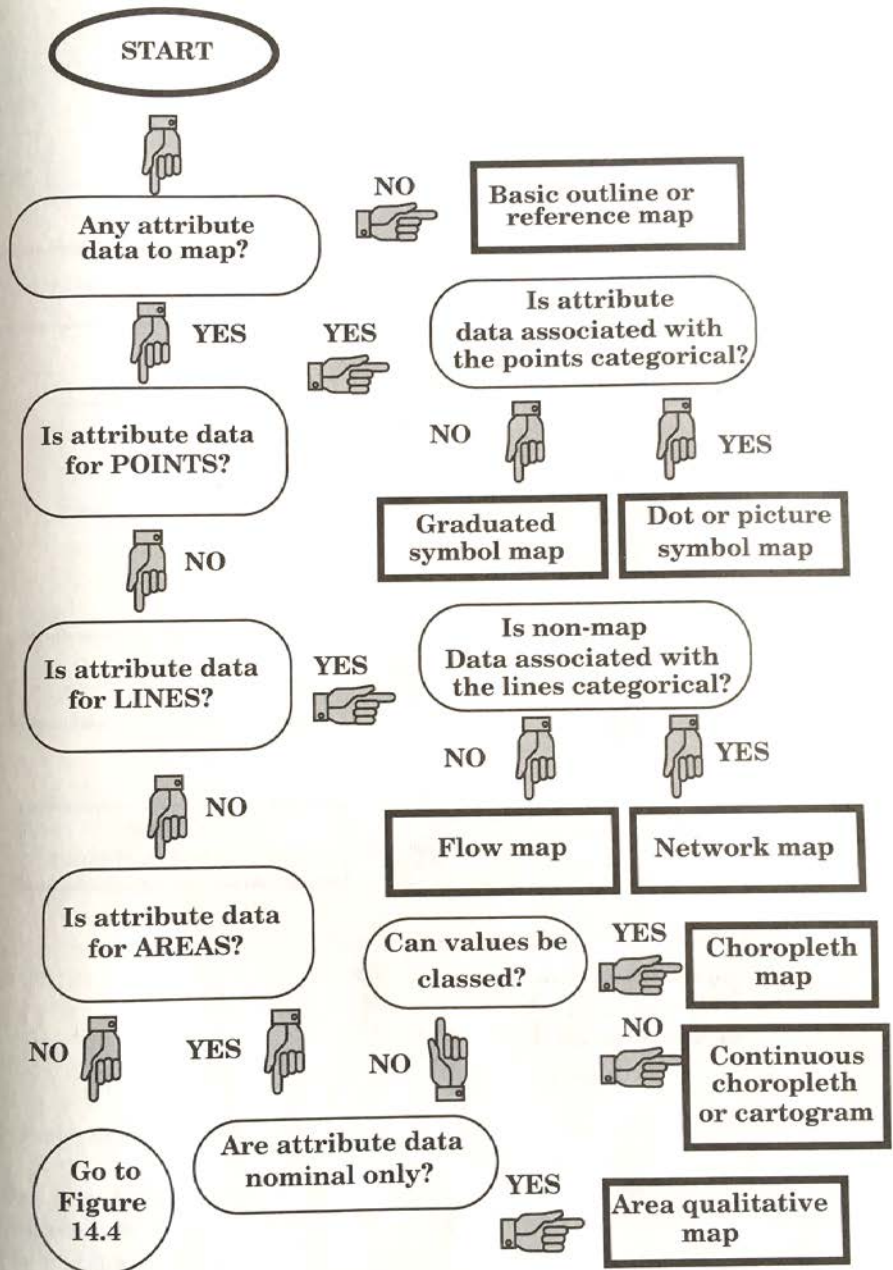 START
NO
Basic outline or
reference map
Any attribute
data to map?
YES
YES
Is attribute
data associated with
the points categorical?
Is attribute data
for POINTS?
NO
YES
Graduated
symbol map
Dot or picture
symbol map
NO
Is attribute data
for LINES?
YES
Is non-map
Data associated with
the lines categorical?
NO
YES
NO
Flow map
Network map
Is attribute data
for AREAS?
Can values be
classed?
YES
Choropleth
map
NO
YES
NO
NO
Continuous
choropleth
or cartogram
Go to
Figure
14.4
Are attribute data
nominal only?
YES
Area qualitative
map